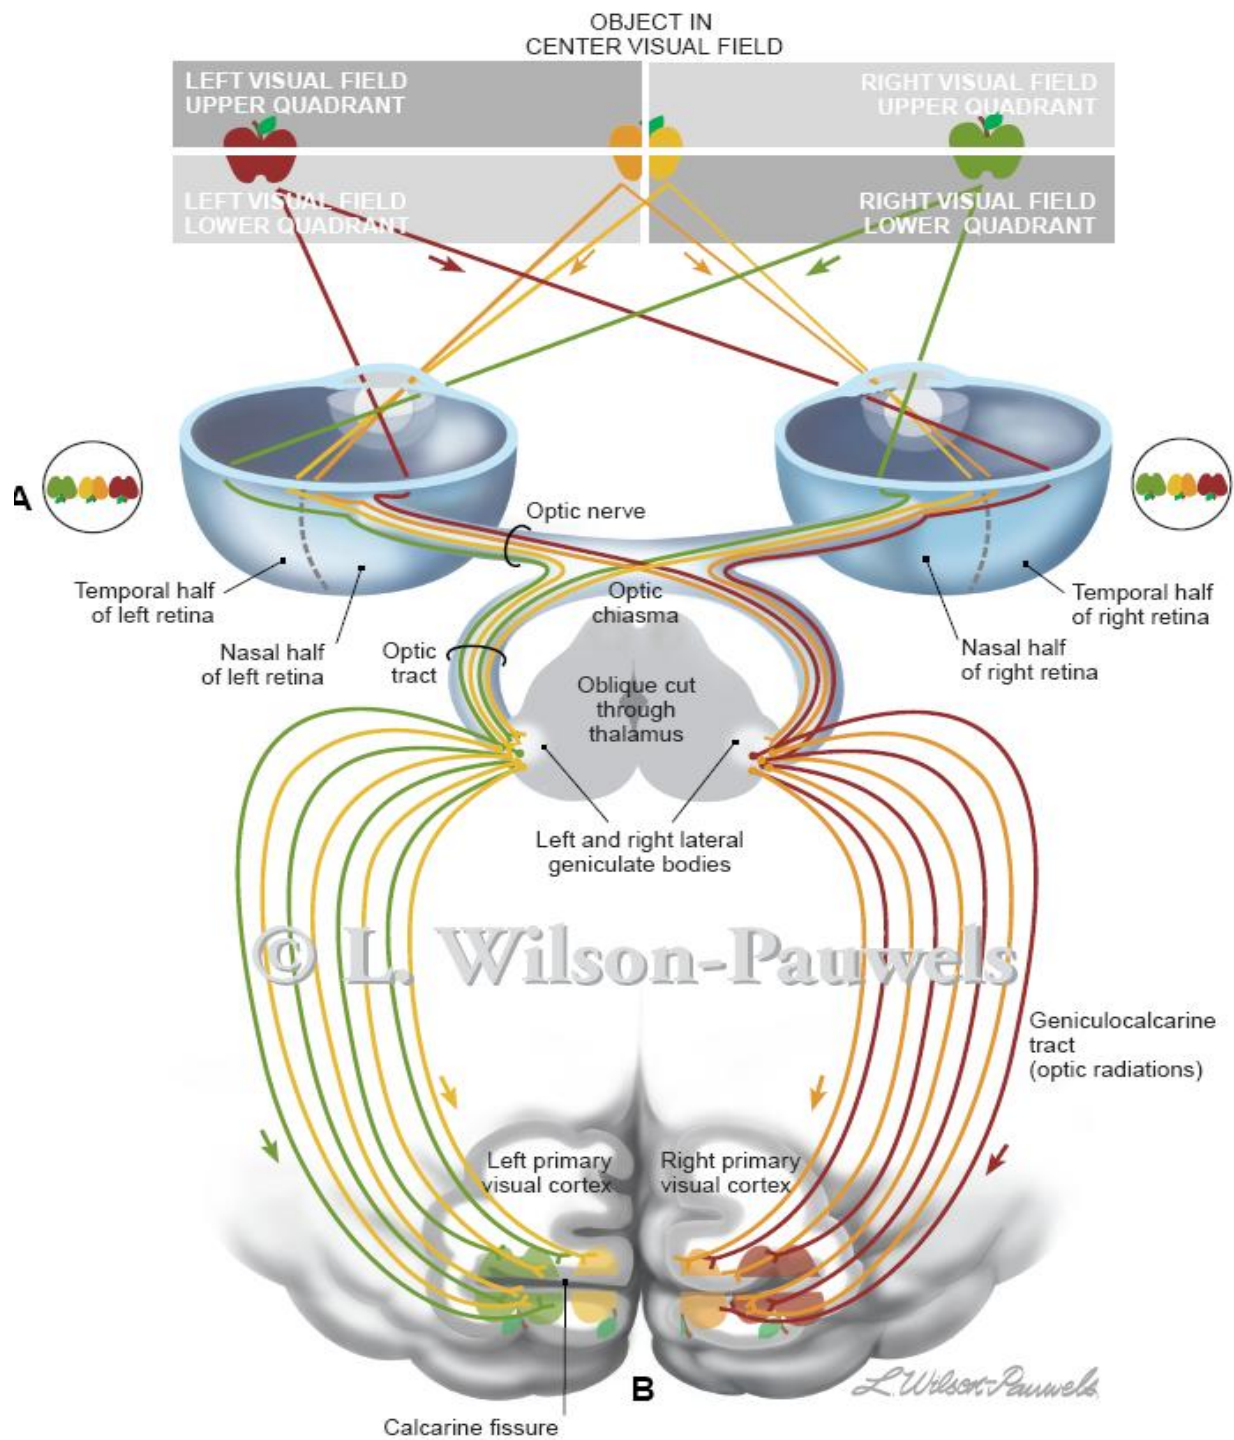 OBJECT IN
CENTER VISUAL FIELD
LEFT VISUAL FIELD
UPPER QUADRANT
RIGHT VISUAL FIELD
UPPER QUADRANT
LEFT VISUAL FIELD
LOWER QUADRANT
RIGHT VISUAL FIELD
LOWER QUADRANT
A
Optic nerve
Temporal half
of left retina
Optic
chiasma
Temporal half
of right retina
Nasal half
of left retina
Optic
tract
Nasal half
of right retina
Oblique cut
through
thalamus
Left and right lateral
geniculate bodies
© L. Wilson-Pauwels
Geniculocalcarine
tract
(optic radiations)
Left primary
visual cortex
Right primary
visual cortex
B
L. Wilson-Pauwels
Calcarine fissure